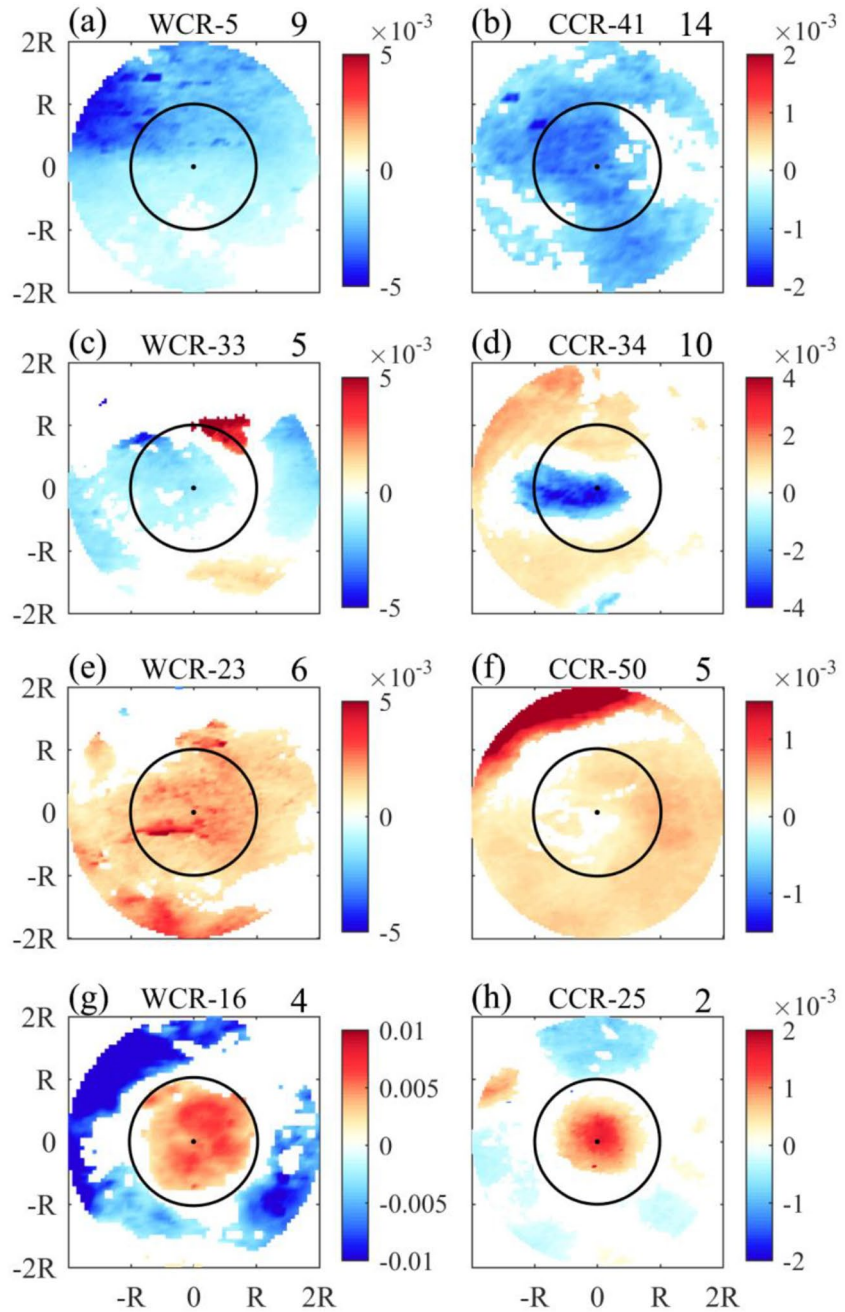 (a) WCR-5 9 ×10⁻³
(b) CCR-41 14 ×10⁻³
2R R 0 -R -2R
5 0 -5
2 1 0 -1 -2
(c) WCR-33 5 ×10⁻³
(d) CCR-34 10 ×10⁻³
2R R 0 -R -2R
5 0 -5
4 2 0 -2 -4
(e) WCR-23 6 ×10⁻³
(f) CCR-50 5 ×10⁻³
2R R 0 -R -2R
5 0 -5
1 0 -1
(g) WCR-16 4
(h) CCR-25 2 ×10⁻³
2R R 0 -R -2R
0.01 0.005 0 -0.005 -0.01
2 1 0 -1 -2
-R 0 R 2R
-R 0 R 2R